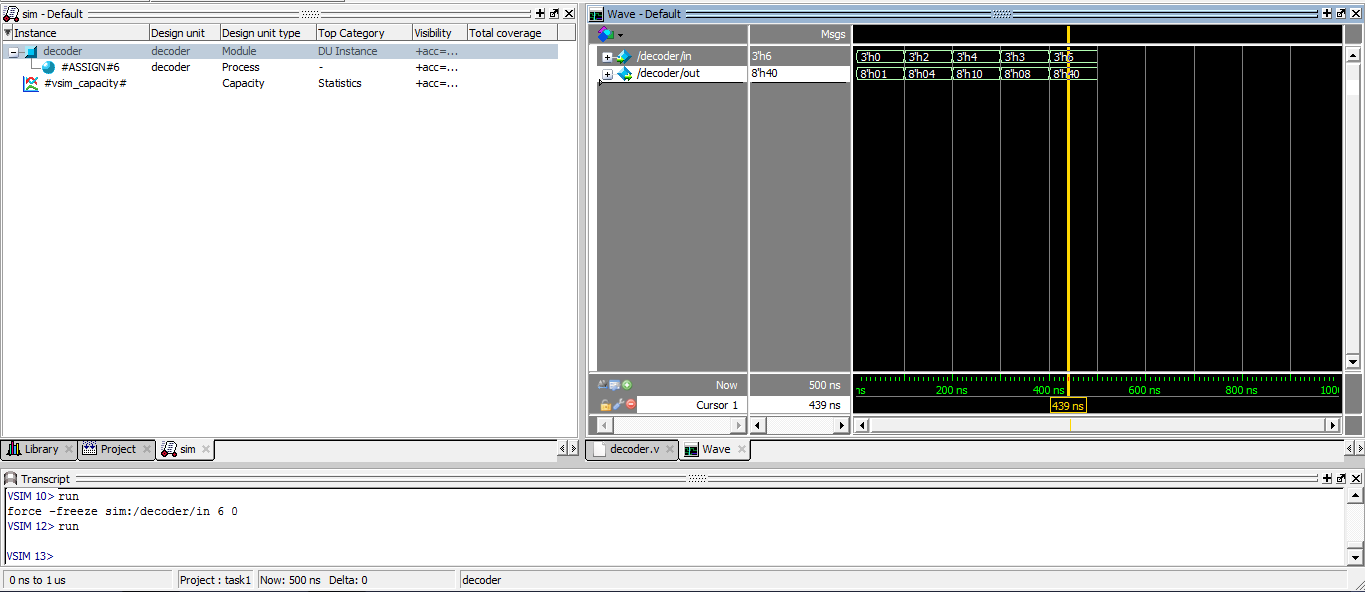 sim - Default
Instance Design unit Design unit type Top Category Visibility Total coverage
decoder decoder Module DU Instance +acc=...
#ASSIGN#6 decoder Process - +acc=...
#vsim_capacity# Capacity Statistics +acc=...
Library Project sim
Wave - Default
Msgs
/decoder/in 3'h6 3'h0 3'h2 3'h4 3'h3 3'h6
/decoder/out 8'h40 8'h01 8'h04 8'h10 8'h08 8'h40
Now 500 ns ns 200 ns 400 ns 600 ns 800 ns 100
Cursor 1 439 ns 439 ns
decoder.v Wave
Transcript
VSIM 10> run
force -freeze sim:/decoder/in 6 0
VSIM 12> run
VSIM 13>
0 ns to 1 us Project : task1 Now: 500 ns Delta: 0 decoder